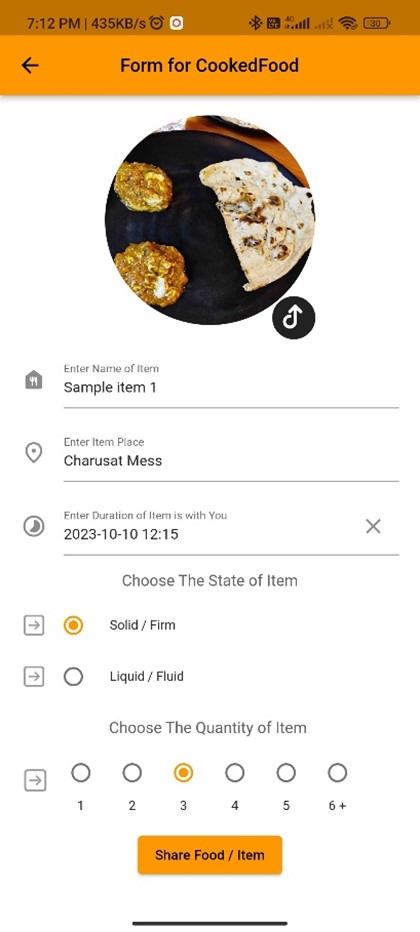 7:12 PM | 435KB/s
4G
30
Form for CookedFood
Enter Name of Item
Sample item 1
Enter Item Place
Charusat Mess
Enter Duration of Item is with You
2023-10-10 12:15
Choose The State of Item
Solid / Firm
Liquid / Fluid
Choose The Quantity of Item
1 2 3 4 5 6 +
Share Food / Item